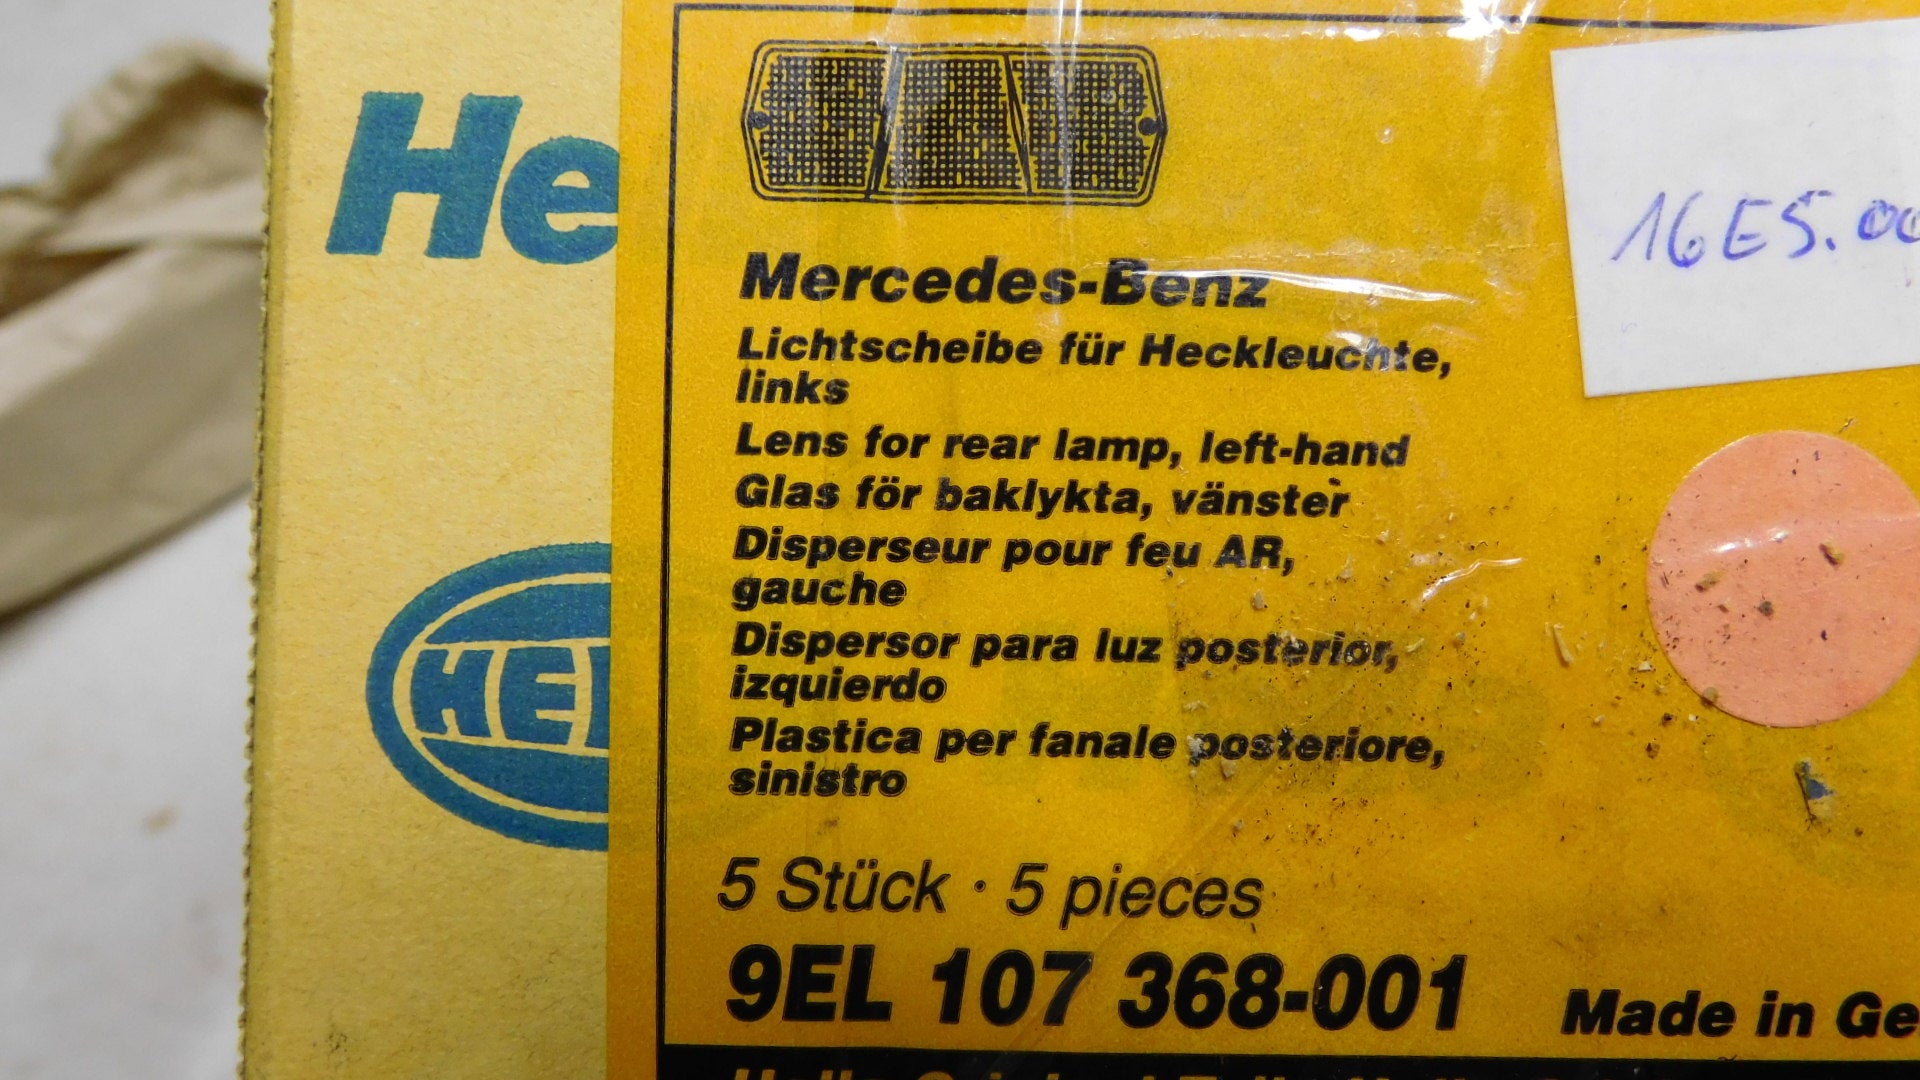 He
HE
Mercedes-Benz
Lichtscheibe für Heckleuchte,
links
Lens for rear lamp, left-hand
Glas för baklykta, vänster
Disperseur pour feu AR,
gauche
Dispersor para luz posterior,
izquierdo
Plastica per fanale posteriore,
sinistro
5 Stück · 5 pieces
9EL 107 368-001
Made in Ge
16E5.00